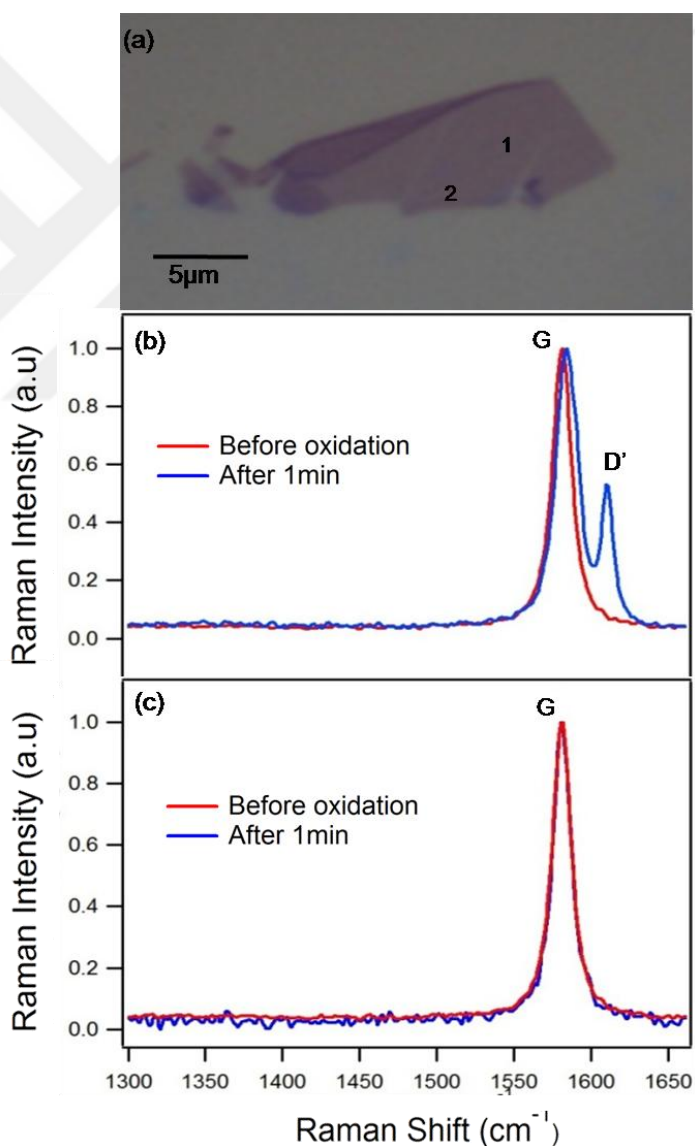 (a)
1
2
5µm
(b)
G
D'
Before oxidation
After 1min
Raman Intensity (a.u)
1.0
0.8
0.6
0.4
0.2
0.0
(c)
G
Before oxidation
After 1min
Raman Intensity (a.u)
1.0
0.8
0.6
0.4
0.2
0.0
1300 1350 1400 1450 1500 1550 1600 1650
Raman Shift (cm⁻¹)